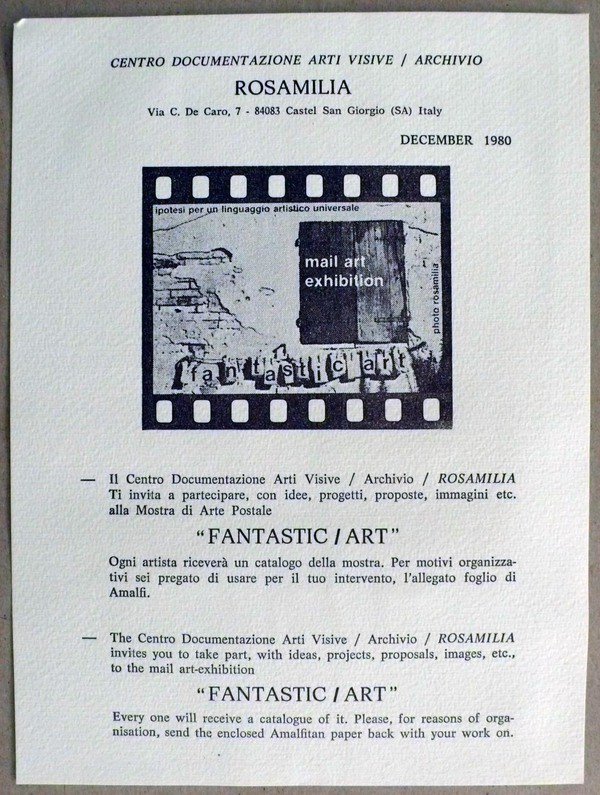 CENTRO DOCUMENTAZIONE ARTI VISIVE / ARCHIVIO
ROSAMILIA
Via C. De Caro, 7 - 84083 Castel San Giorgio (SA) Italy
DECEMBER 1980
ipotesi per un linguaggio artistico universale
mail art
exhibition
photo rosamilia
fantastic art
— Il Centro Documentazione Arti Visive / Archivio / ROSAMILIA
Ti invita a partecipare, con idee, progetti, proposte, immagini etc.
alla Mostra di Arte Postale
“FANTASTIC / ART”
Ogni artista riceverà un catalogo della mostra. Per motivi organizza-
tivi sei pregato di usare per il tuo intervento, l’allegato foglio di
Amalfi.
— The Centro Documentazione Arti Visive / Archivio / ROSAMILIA
invites you to take part, with ideas, projects, proposals, images, etc.,
to the mail art-exhibition
“FANTASTIC / ART”
Every one will receive a catalogue of it. Please, for reasons of orga-
nisation, send the enclosed Amalfitan paper back with your work on.